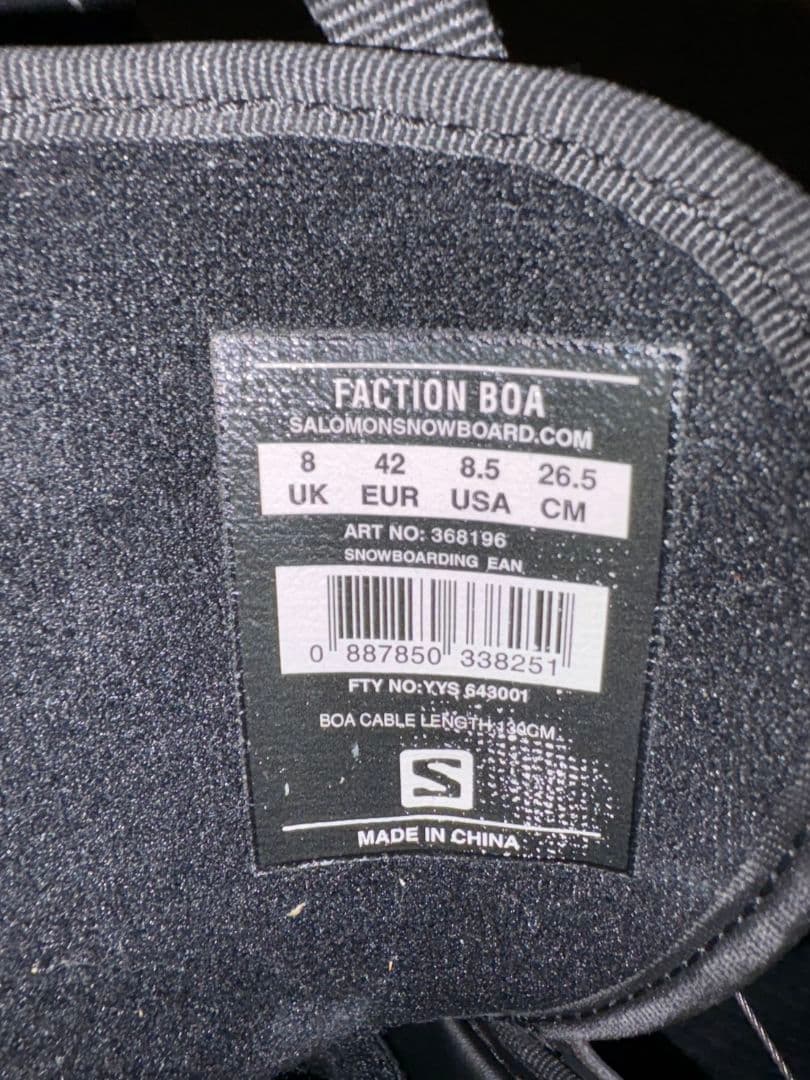 FACTION BOA
SALOMONSNOWBOARD.COM
8 42 8.5 26.5
UK EUR USA CM
ART NO: 368196
SNOWBOARDING EAN
0 887850 338251
FTY NO:YYS 643001
BOA CABLE LENGTH:130CM
S
MADE IN CHINA